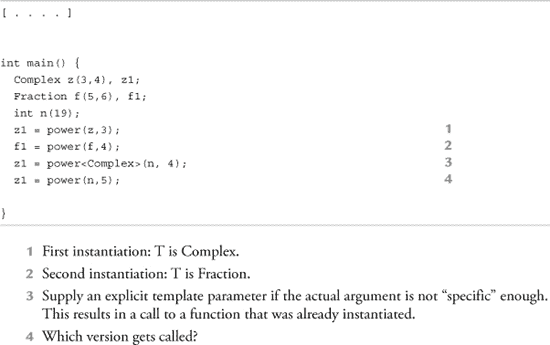 [ . . . . ]
int main() {
  Complex z(3,4), z1;
  Fraction f(5,6), f1;
  int n(19);
  z1 = power(z,3); 1
  f1 = power(f,4); 2
  z1 = power<Complex>(n, 4); 3
  z1 = power(n,5); 4
}
1 First instantiation: T is Complex.
2 Second instantiation: T is Fraction.
3 Supply an explicit template parameter if the actual argument is not “specific” enough.
This results in a call to a function that was already instantiated.
4 Which version gets called?